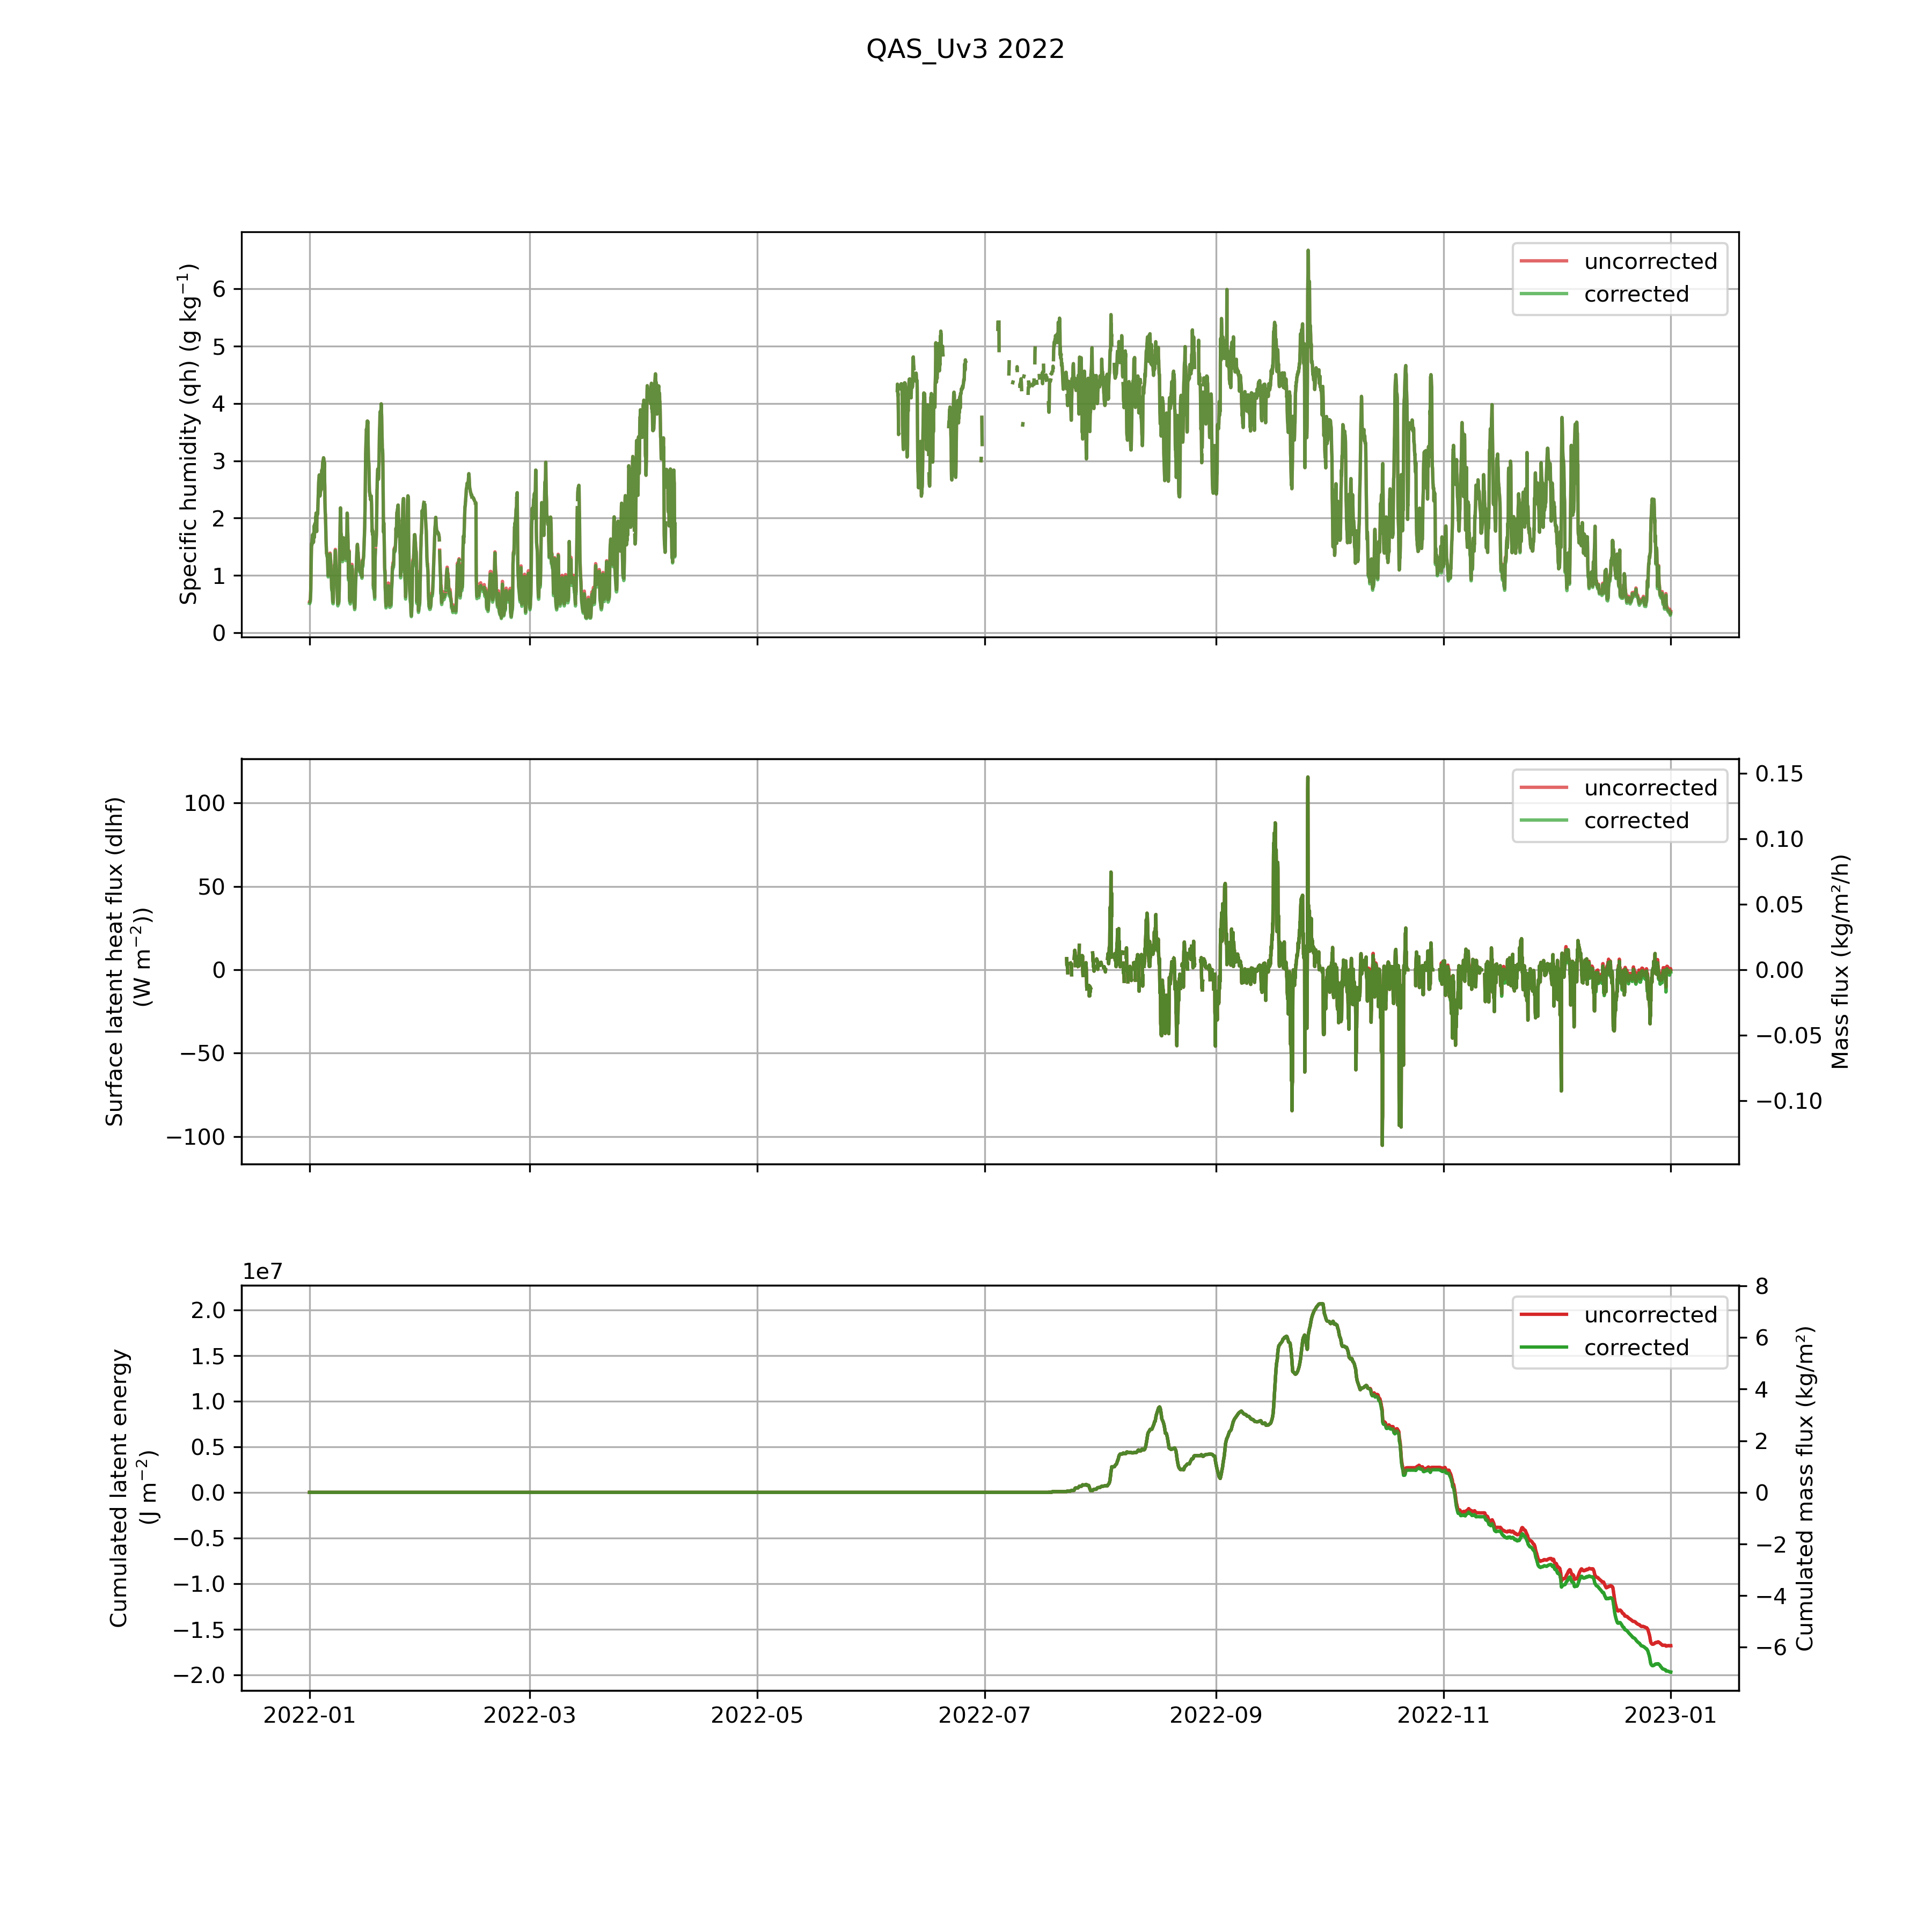 QAS_Uv3 2022
Specific humidity (qh) (g kg⁻¹)
6
5
4
3
2
1
0
uncorrected
corrected
Surface latent heat flux (dlhf)
(W m⁻²))
100
50
0
−50
−100
uncorrected
corrected
0.15
0.10
0.05
0.00
−0.05
−0.10
Mass flux (kg/m²/h)
1e7
Cumulated latent energy
(J m⁻²)
2.0
1.5
1.0
0.5
0.0
−0.5
−1.0
−1.5
−2.0
uncorrected
corrected
8
6
4
2
0
−2
−4
−6
Cumulated mass flux (kg/m²)
2022-01 2022-03 2022-05 2022-07 2022-09 2022-11 2023-01